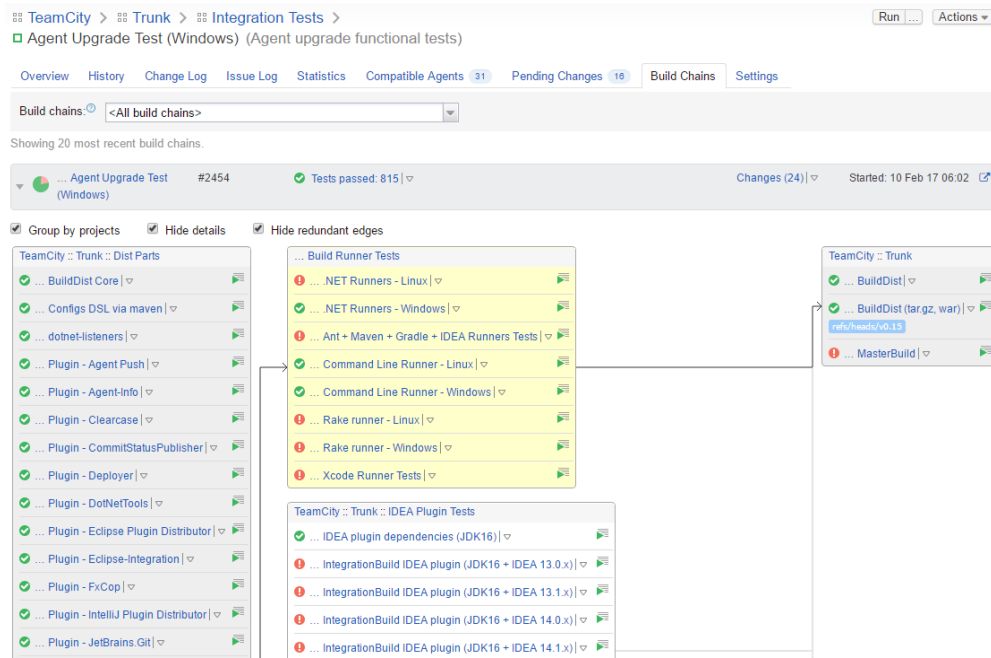 TeamCity > Trunk > Integration Tests >
Run ... Actions
Agent Upgrade Test (Windows) (Agent upgrade functional tests)
Overview History Change Log Issue Log Statistics Compatible Agents 31 Pending Changes 16 Build Chains Settings
Build chains:? <All build chains>
Showing 20 most recent build chains.
... Agent Upgrade Test (Windows) #2454 Tests passed: 815 Changes (24) Started: 10 Feb 17 06:02
Group by projects Hide details Hide redundant edges
TeamCity :: Trunk :: Dist Parts
... BuildDist Core
... Configs DSL via maven
... dotnet-listeners
... Plugin - Agent Push
... Plugin - Agent-Info
... Plugin - Clearcase
... Plugin - CommitStatusPublisher
... Plugin - Deployer
... Plugin - DotNetTools
... Plugin - Eclipse Plugin Distributor
... Plugin - Eclipse-Integration
... Plugin - FxCop
... Plugin - IntelliJ Plugin Distributor
... Plugin - JetBrains.Git
... Build Runner Tests
... .NET Runners - Linux
... .NET Runners - Windows
... Ant + Maven + Gradle + IDEA Runners Tests
... Command Line Runner - Linux
... Command Line Runner - Windows
... Rake runner - Linux
... Rake runner - Windows
... Xcode Runner Tests
TeamCity :: Trunk :: IDEA Plugin Tests
... IDEA plugin dependencies (JDK16)
... IntegrationBuild IDEA plugin (JDK16 + IDEA 13.0.x)
... IntegrationBuild IDEA plugin (JDK16 + IDEA 13.1.x)
... IntegrationBuild IDEA plugin (JDK16 + IDEA 14.0.x)
... IntegrationBuild IDEA plugin (JDK16 + IDEA 14.1.x)
TeamCity :: Trunk
... BuildDist
... BuildDist (tar.gz, war)
refs/heads/v0.15
... MasterBuild